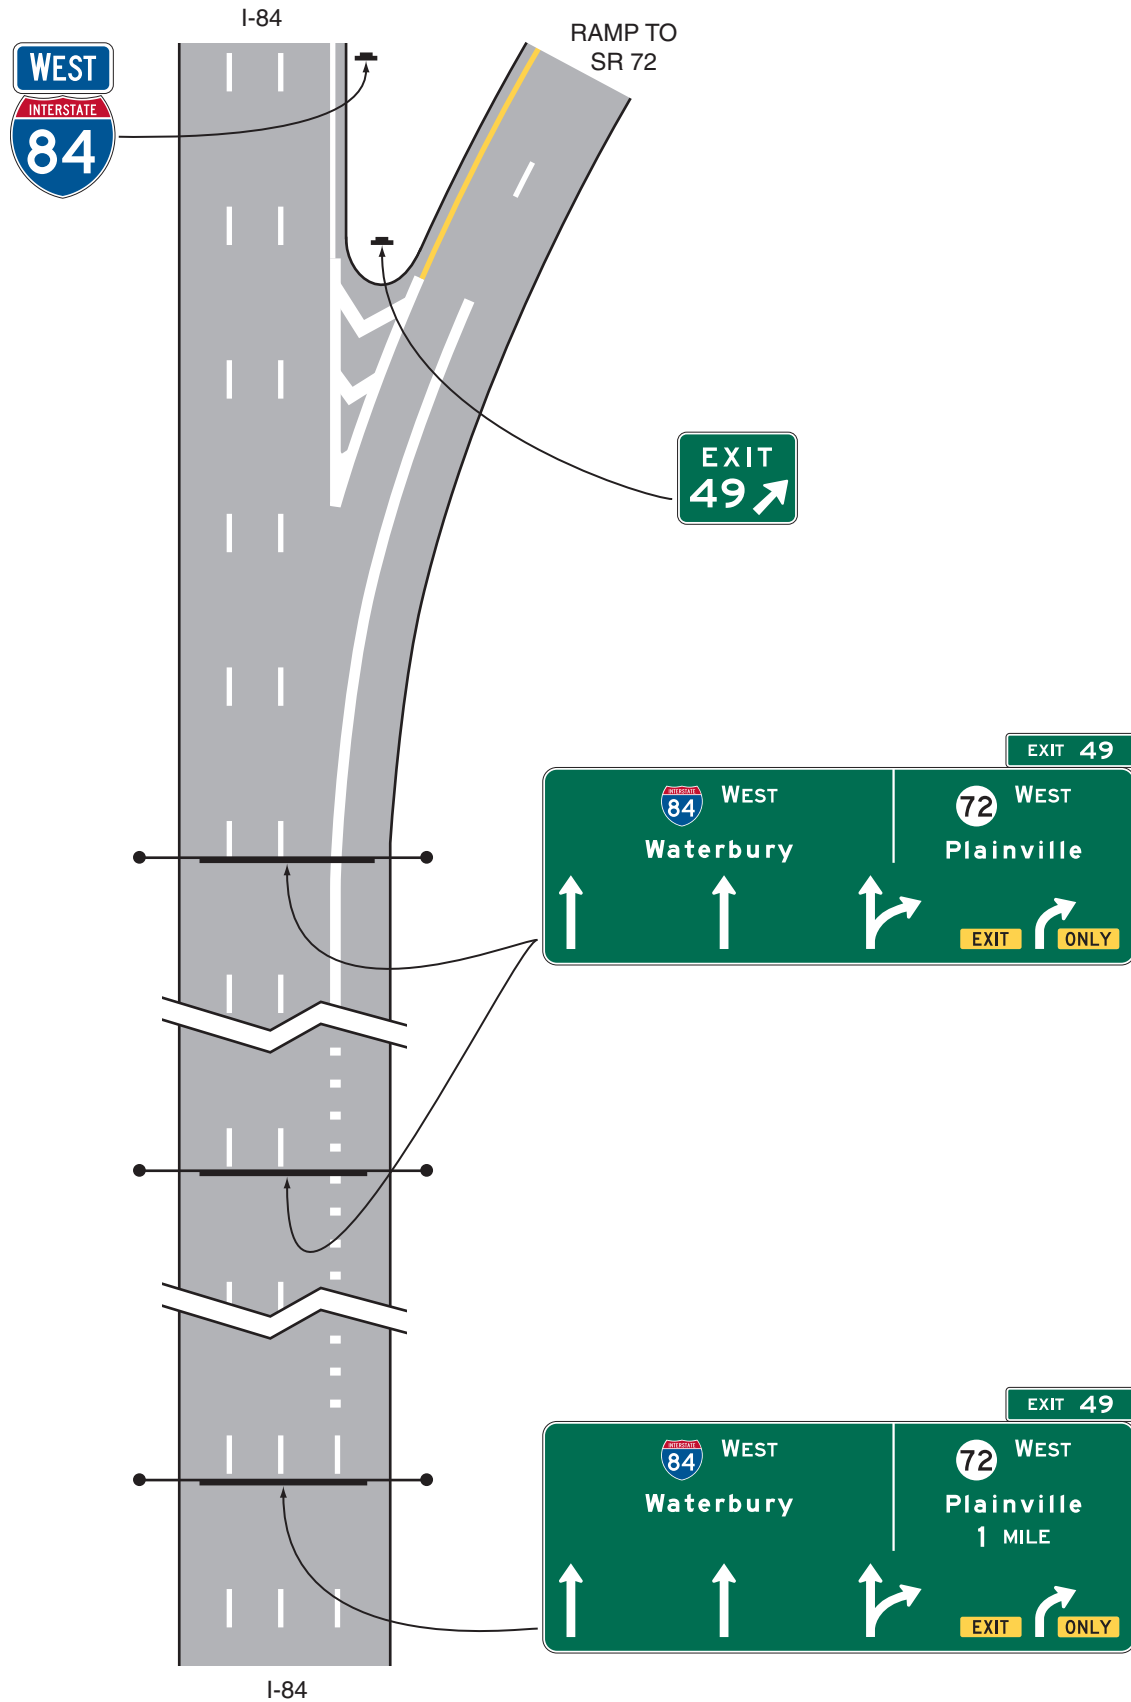 I-84
RAMP TO
SR 72
WEST
INTERSTATE
84
EXIT
49
EXIT 49
INTERSTATE
84
WEST
Waterbury
72
WEST
Plainville
EXIT
ONLY
EXIT 49
INTERSTATE
84
WEST
Waterbury
72
WEST
Plainville
1 MILE
EXIT
ONLY
I-84